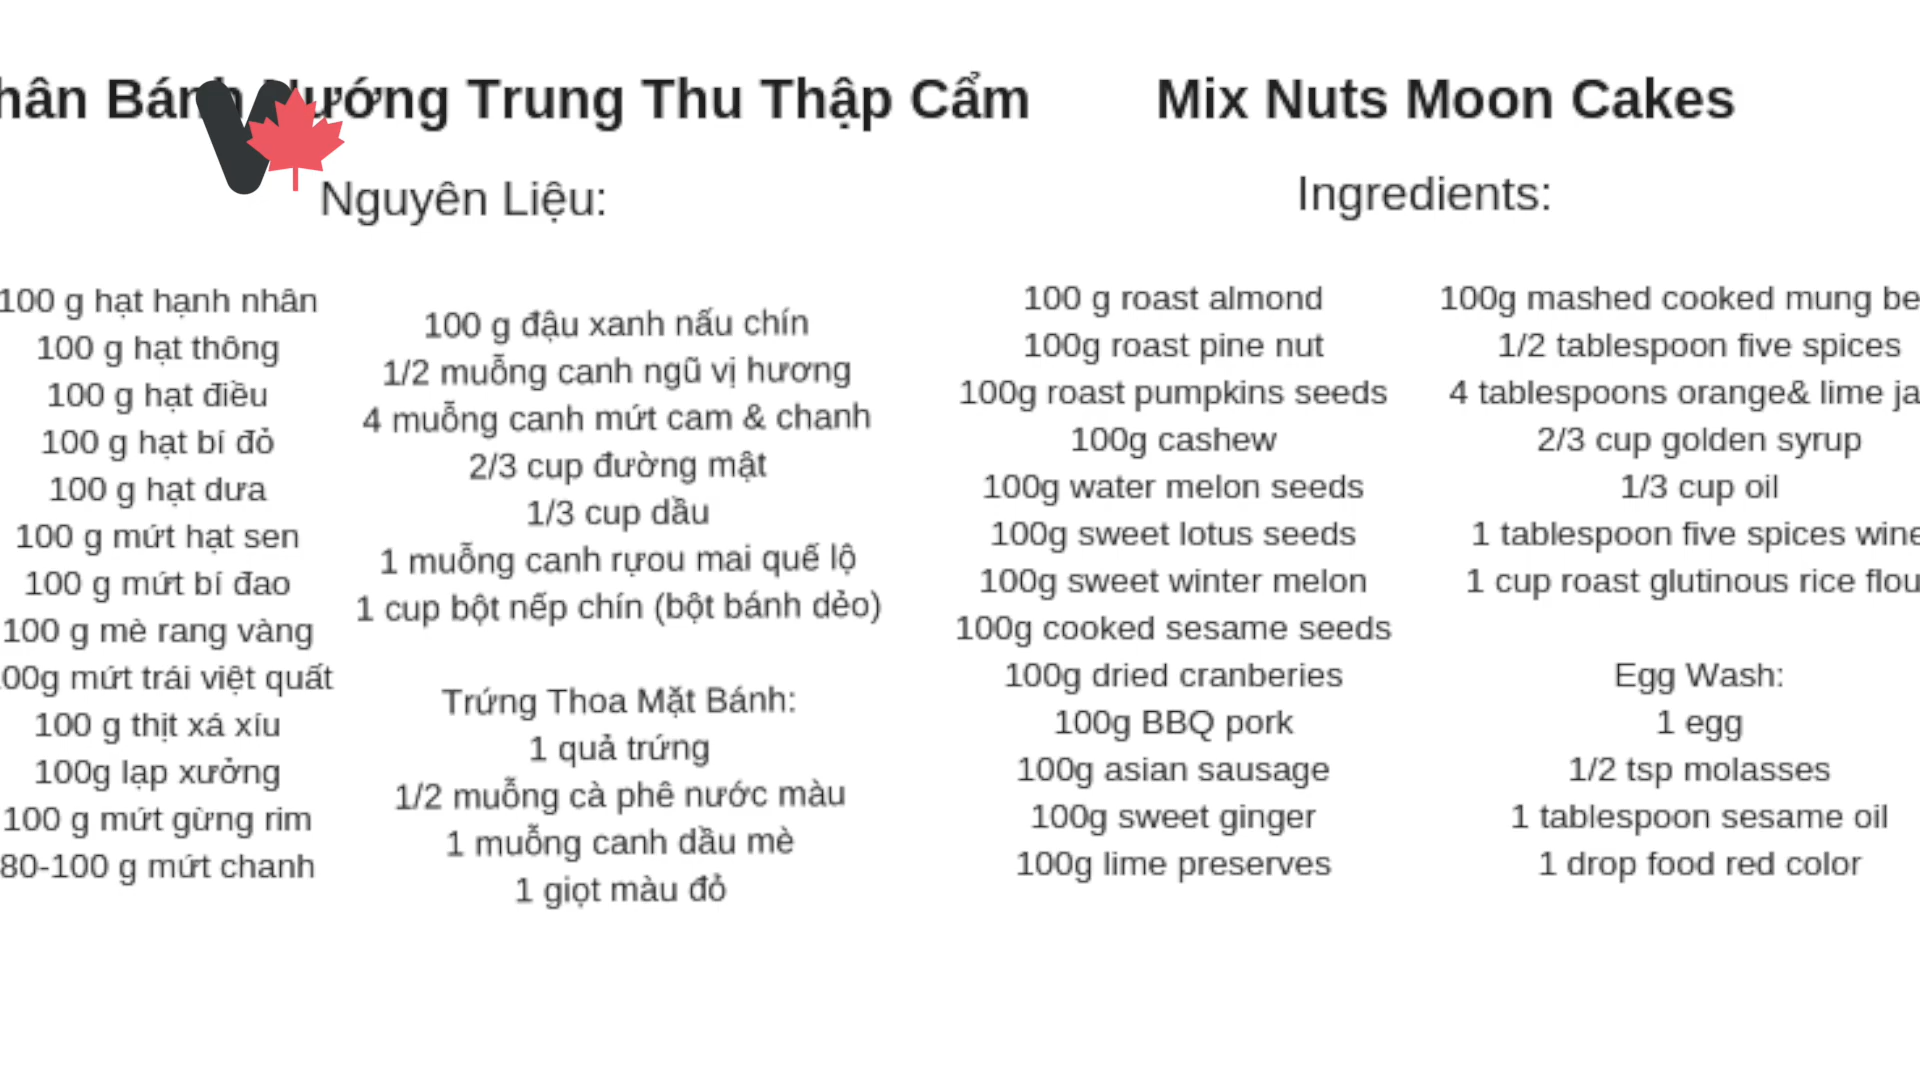 hân Bánh Nướng Trung Thu Thập Cẩm
Nguyên Liệu:
100 g hạt hạnh nhân
100 g hạt thông
100 g hạt điều
100 g hạt bí đỏ
100 g hạt dưa
100 g mứt hạt sen
100 g mứt bí đao
100 g mè rang vàng
00g mứt trái việt quất
100 g thịt xá xíu
100g lạp xưởng
100 g mứt gừng rim
80-100 g mứt chanh
100 g đậu xanh nấu chín
1/2 muỗng canh ngũ vị hương
4 muỗng canh mứt cam & chanh
2/3 cup đường mật
1/3 cup dầu
1 muỗng canh rựou mai quế lộ
1 cup bột nếp chín (bột bánh dẻo)
Trứng Thoa Mặt Bánh:
1 quả trứng
1/2 muỗng cà phê nước màu
1 muỗng canh dầu mè
1 giọt màu đỏ
Mix Nuts Moon Cakes
Ingredients:
100 g roast almond
100g roast pine nut
100g roast pumpkins seeds
100g cashew
100g water melon seeds
100g sweet lotus seeds
100g sweet winter melon
100g cooked sesame seeds
100g dried cranberies
100g BBQ pork
100g asian sausage
100g sweet ginger
100g lime preserves
100g mashed cooked mung be
1/2 tablespoon five spices
4 tablespoons orange& lime ja
2/3 cup golden syrup
1/3 cup oil
1 tablespoon five spices wine
1 cup roast glutinous rice flou
Egg Wash:
1 egg
1/2 tsp molasses
1 tablespoon sesame oil
1 drop food red color